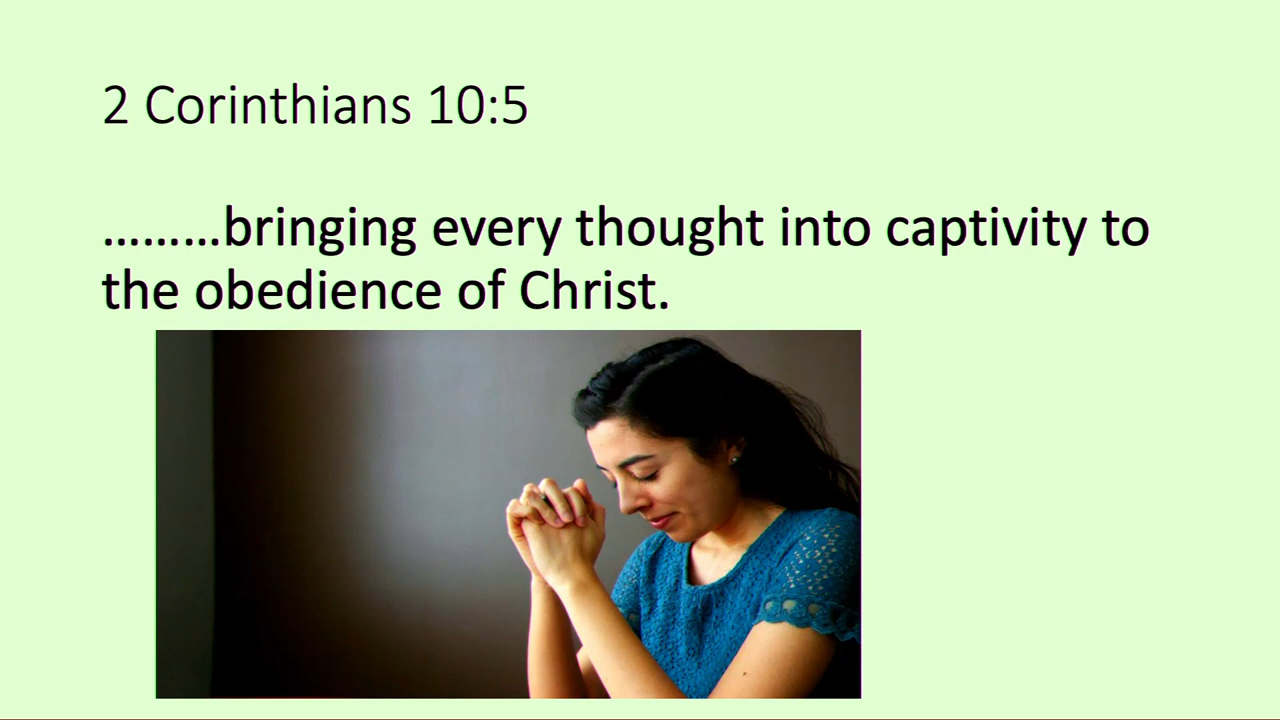 2 Corinthians 10:5
………bringing every thought into captivity to
the obedience of Christ.